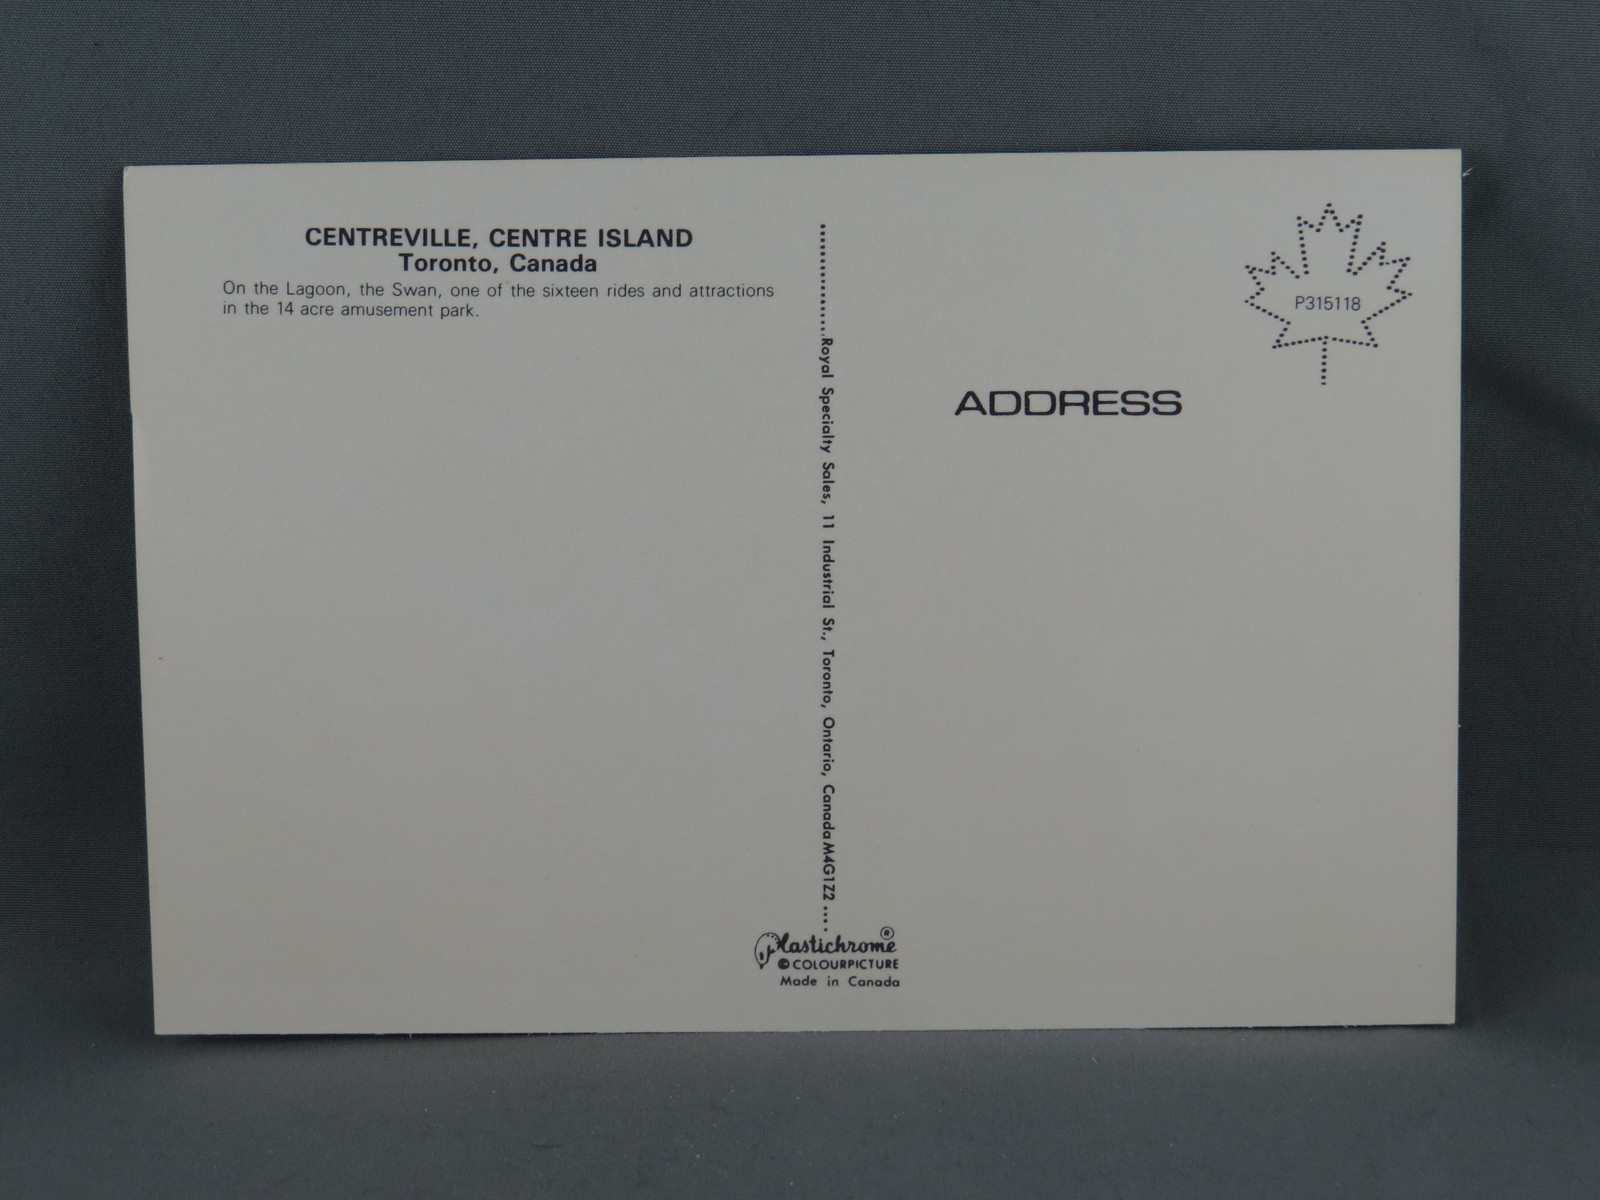 CENTREVILLE, CENTRE ISLAND
Toronto, Canada
On the Lagoon, the Swan, one of the sixteen rides and attractions
in the 14 acre amusement park.
Royal Specialty Sales, 11 Industrial St., Toronto, Ontario, Canada M4G1Z2
P315118
ADDRESS
Plastichrome ®
© COLOURPICTURE
Made in Canada